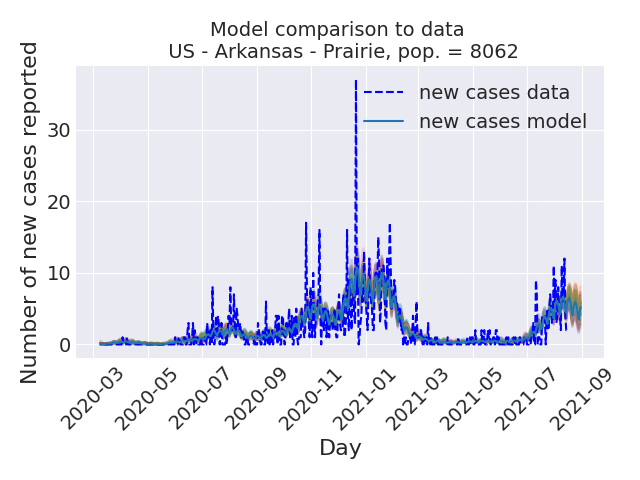 Model comparison to data
US - Arkansas - Prairie, pop. = 8062
Number of new cases reported
30
20
10
0
new cases data
new cases model
2020-03
2020-05
2020-07
2020-09
2020-11
2021-01
2021-03
2021-05
2021-07
2021-09
Day